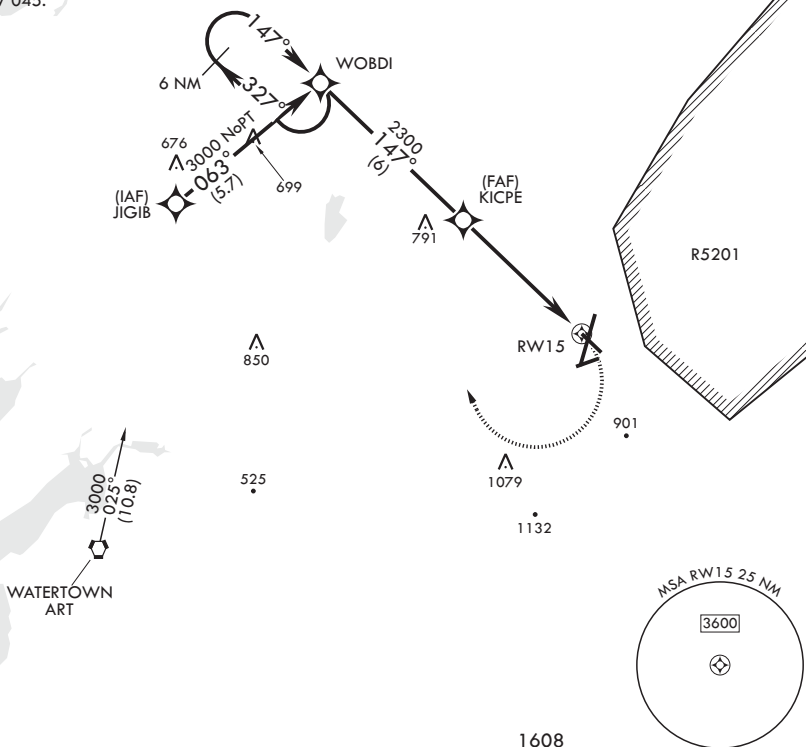 045.
147°
WOBDI
6 NM
327°
676
3000 NoPT
063°
(5.7)
699
(IAF)
JIGIB
2300
147°
(6)
(FAF)
KICPE
791
R5201
RW15
850
901
525
1079
1132
3000
025°
(10.8)
WATERTOWN
ART
MSA RW15 25 NM
3600
1608